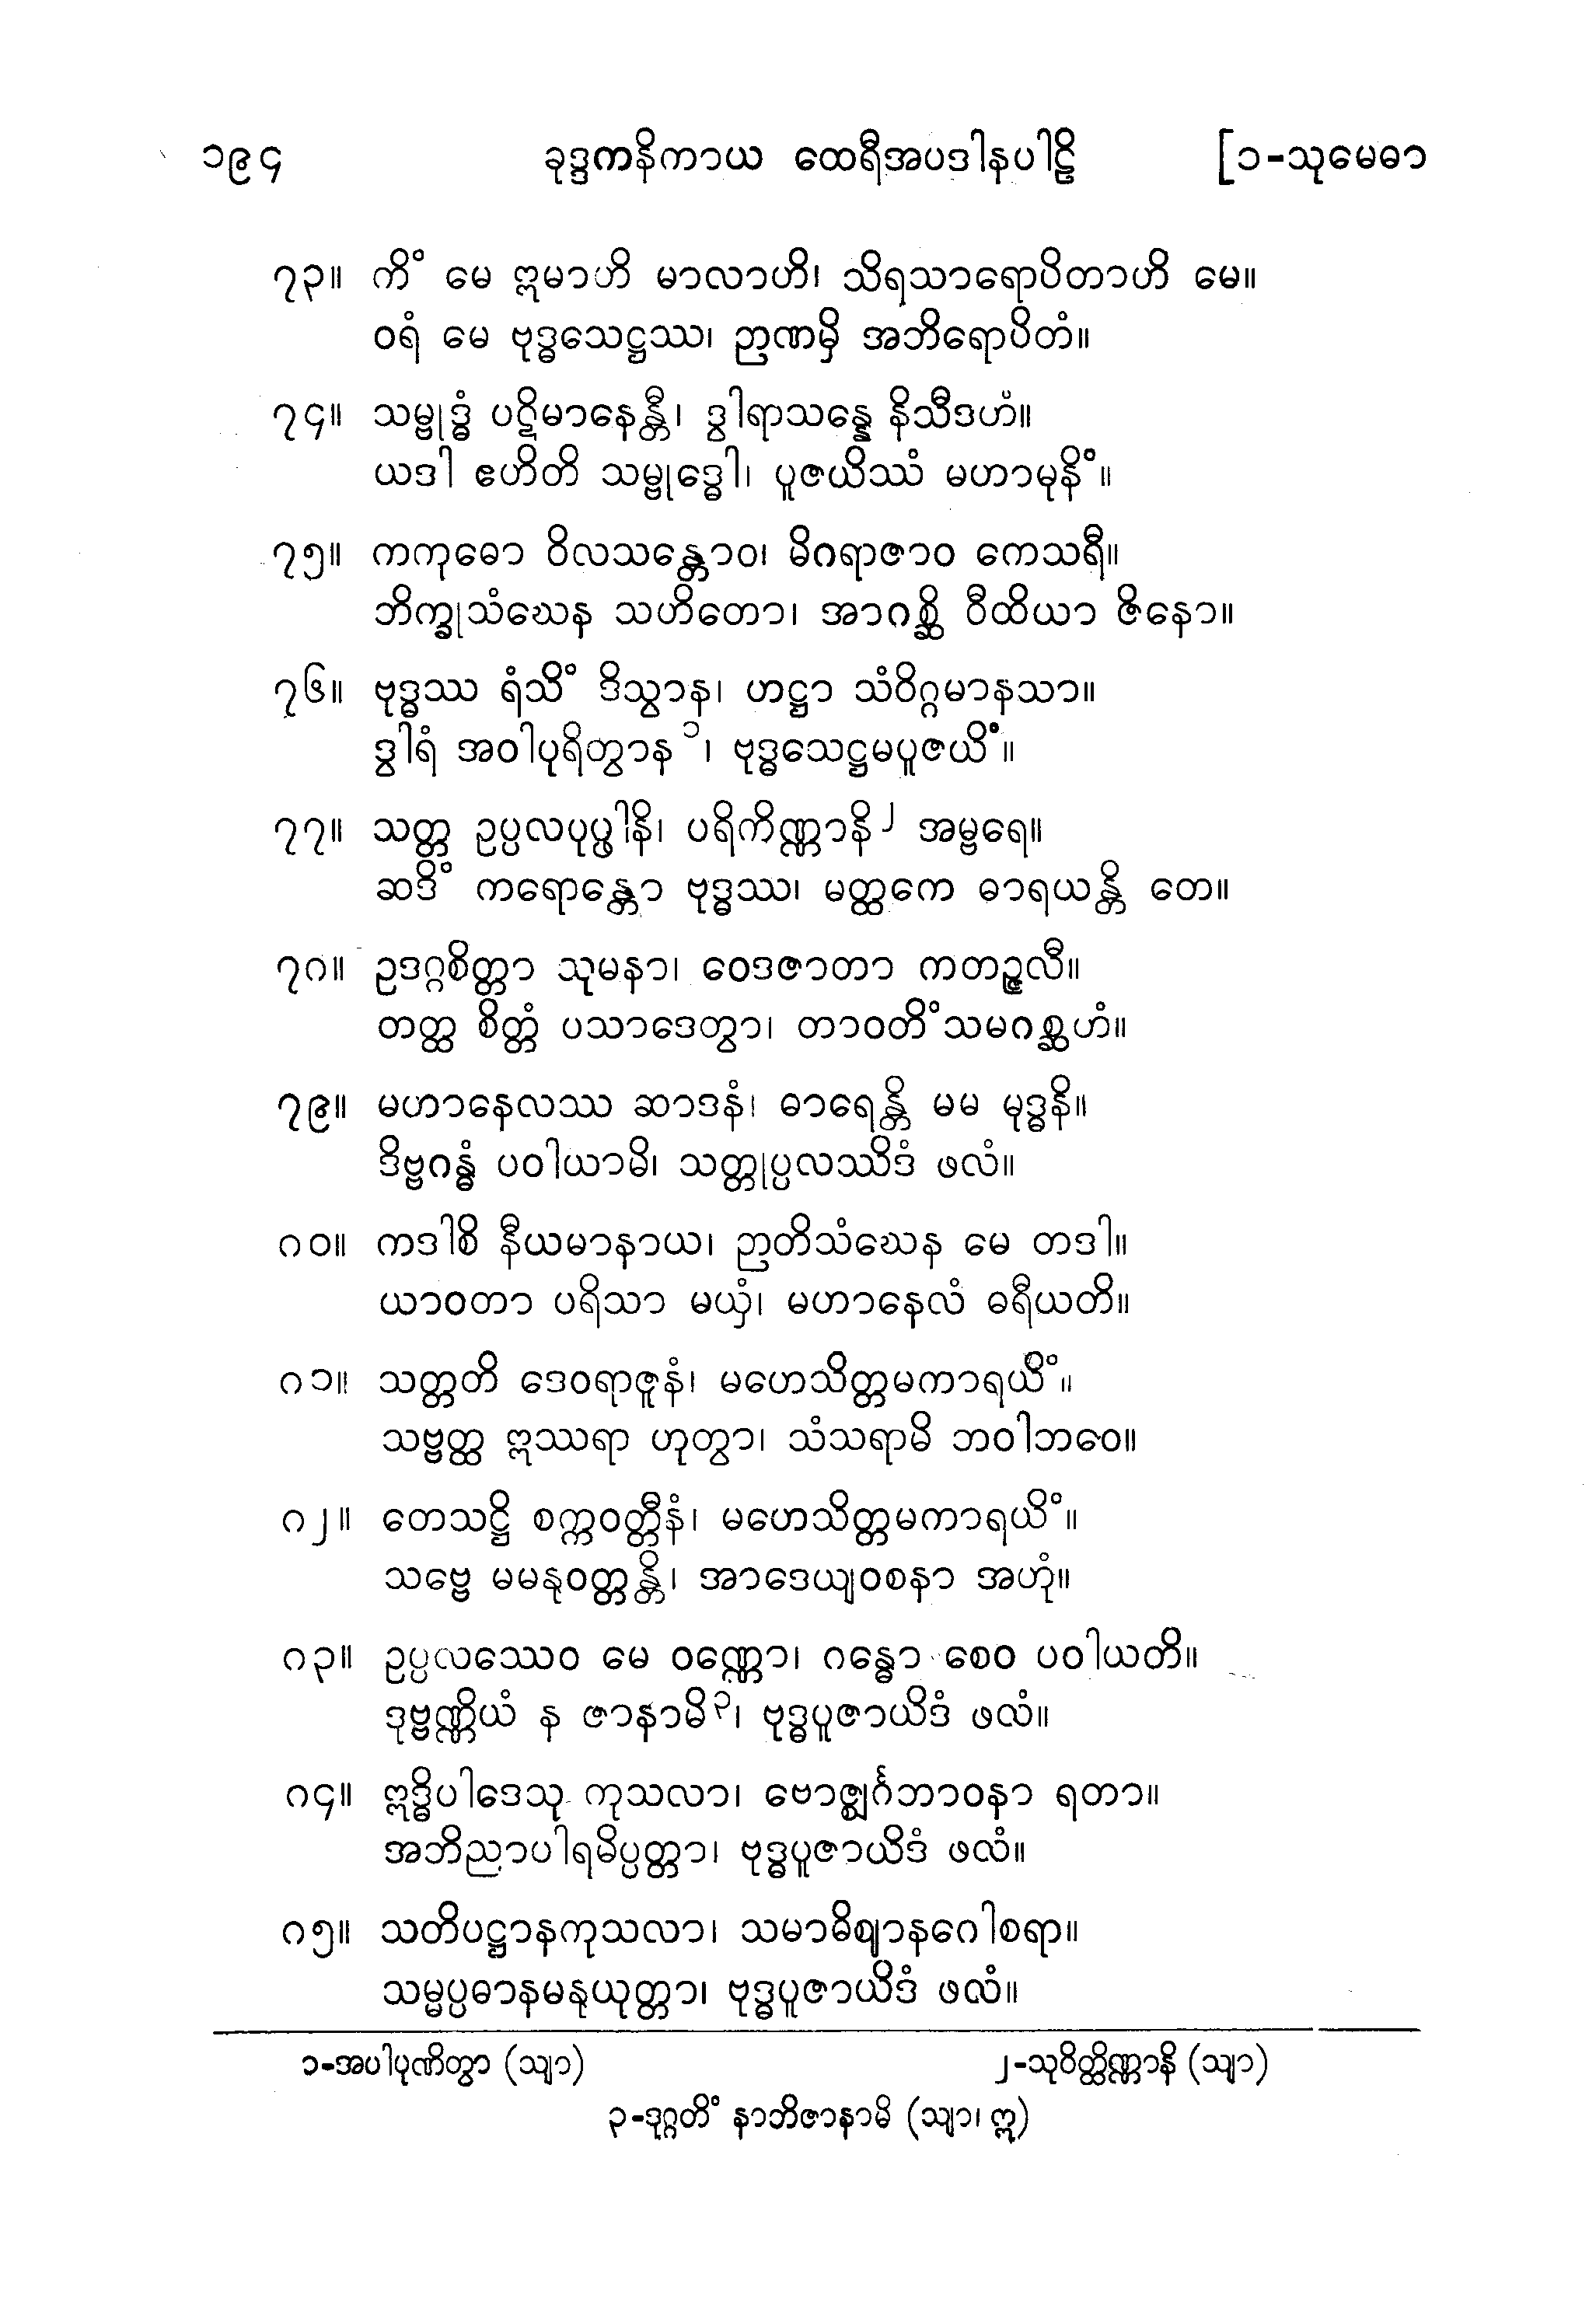 ၁၉၄ ခုဒ္ဒကနိကာယ ထေရီအပဒါနပါဠိ [၁-သုမေဓာ
၇၃။ ကိံ မေ ဣမာဟိ မာလာဟိ၊ သိရသာရောပိတာဟိ မေ။
ဝရံ မေ ဗုဒ္ဓသေဋ္ဌဿ၊ ဉာဏမှိ အဘိရောပိတံ။
၇၄။ သမ္ဗုဒ္ဓံ ပဋိမာနေန္တီ၊ ဒွါရာသန္နေ နိသီဒဟံ။
ယဒါ ဧဟိတိ သမ္ဗုဒ္ဓေါ၊ ပူဇယိဿံ မဟာမုနိံ။
၇၅။ ကကုဓော ဝိလသန္တောဝ၊ မိဂရာဇာဝ ကေသရီ။
ဘိက္ခုသံဃေန သဟိတော၊ အာဂစ္ဆိ ဝီထိယာ ဇိနော။
၇၆။ ဗုဒ္ဓဿ ရံသိံ ဒိသွာန၊ ဟဋ္ဌာ သံဝိဂ္ဂမာနသာ။
ဒွါရံ အဝါပုရိတွာန ၁၊ ဗုဒ္ဓသေဋ္ဌမပူဇယိံ။
၇၇။ သတ္တ ဥပ္ပလပုပ္ဖါနိ၊ ပရိကိဏ္ဏာနိ ၂ အမ္ဗရေ။
ဆဒိံ ကရောန္တော ဗုဒ္ဓဿ၊ မတ္ထကေ ဓာရယန္တိ တေ။
၇၈။ ဥဒဂ္ဂစိတ္တာ သုမနာ၊ ဝေဒဇာတာ ကတဉ္ဇလီ။
တတ္ထ စိတ္တံ ပသာဒေတွာ၊ တာဝတိံသမဂစ္ဆဟံ။
၇၉။ မဟာနေလဿ ဆာဒနံ၊ ဓာရေန္တိ မမ မုဒ္ဓနိ။
ဒိဗ္ဗဂန္ဓံ ပဝါယာမိ၊ သတ္တုပ္ပလဿိဒံ ဖလံ။
၈၀။ ကဒါစိ နီယမာနာယ၊ ဉာတိသံဃေန မေ တဒါ။
ယာဝတာ ပရိသာ မယှံ၊ မဟာနေလံ ဓရီယတိ။
၈၁။ သတ္တတိ ဒေဝရာဇူနံ၊ မဟေသိတ္တမကာရယိံ။
သဗ္ဗတ္ထ ဣဿရာ ဟုတွာ၊ သံသရာမိ ဘဝါဘဝေ။
၈၂။ တေသဋ္ဌိ စက္ကဝတ္တီနံ၊ မဟေသိတ္တမကာရယိံ။
သဗ္ဗေ မမနုဝတ္တန္တိ၊ အာဒေယျဝစနာ အဟုံ။
၈၃။ ဥပ္ပလဿေဝ မေ ဝဏ္ဏော၊ ဂန္ဓော စေဝ ပဝါယတိ။
ဒုဗ္ဗဏ္ဏိယံ န ဇာနာမိ ၃၊ ဗုဒ္ဓပူဇာယိဒံ ဖလံ။
၈၄။ ဣဒ္ဓိပါဒေသု ကုသလာ၊ ဗောဇ္ဈင်္ဂဘာဝနာ ရတာ။
အဘိညာပါရမိပ္ပတ္တာ၊ ဗုဒ္ဓပူဇာယိဒံ ဖလံ။
၈၅။ သတိပဋ္ဌာနကုသလာ၊ သမာဓိဈာနဂေါစရာ။
သမ္မပ္ပဓာနမနုယုတ္တာ၊ ဗုဒ္ဓပူဇာယိဒံ ဖလံ။
၁-အပါပုဏိတွာ (သျာ) ၂-သုဝိတ္ထိဏ္ဏာနိ (သျာ)
၃-ဒုဂ္ဂတိံ နာဘိဇာနာမိ (သျာ၊ ဣ)